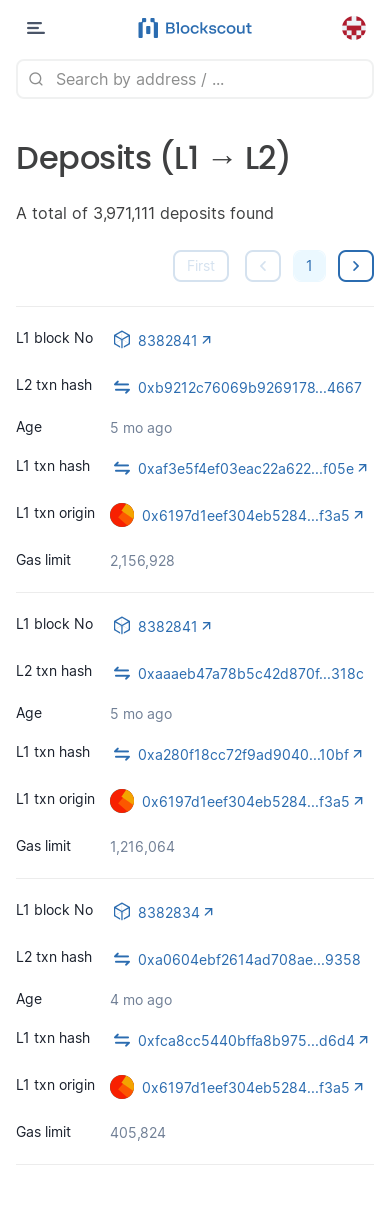 Blockscout
Search by address / ...
Deposits (L1 → L2)
A total of 3,971,111 deposits found
First 1
L1 block No 8382841
L2 txn hash 0xb9212c76069b9269178...4667
Age 5 mo ago
L1 txn hash 0xaf3e5f4ef03eac22a622...f05e
L1 txn origin 0x6197d1eef304eb5284...f3a5
Gas limit 2,156,928
L1 block No 8382841
L2 txn hash 0xaaaeb47a78b5c42d870f...318c
Age 5 mo ago
L1 txn hash 0xa280f18cc72f9ad9040...10bf
L1 txn origin 0x6197d1eef304eb5284...f3a5
Gas limit 1,216,064
L1 block No 8382834
L2 txn hash 0xa0604ebf2614ad708ae...9358
Age 4 mo ago
L1 txn hash 0xfca8cc5440bffa8b975...d6d4
L1 txn origin 0x6197d1eef304eb5284...f3a5
Gas limit 405,824